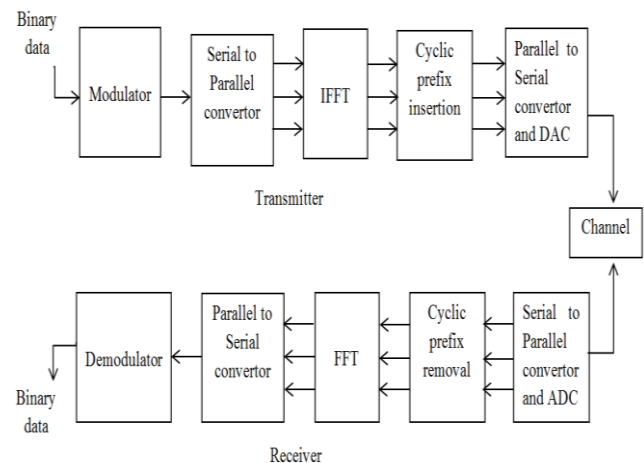 Binary
data
Modulator
Serial to
Parallel
convertor
IFFT
Cyclic
prefix
insertion
Parallel to
Serial
convertor
and DAC
Transmitter
Channel
Demodulator
Parallel to
Serial
convertor
FFT
Cyclic
prefix
removal
Serial to
Parallel
convertor
and ADC
Binary
data
Receiver